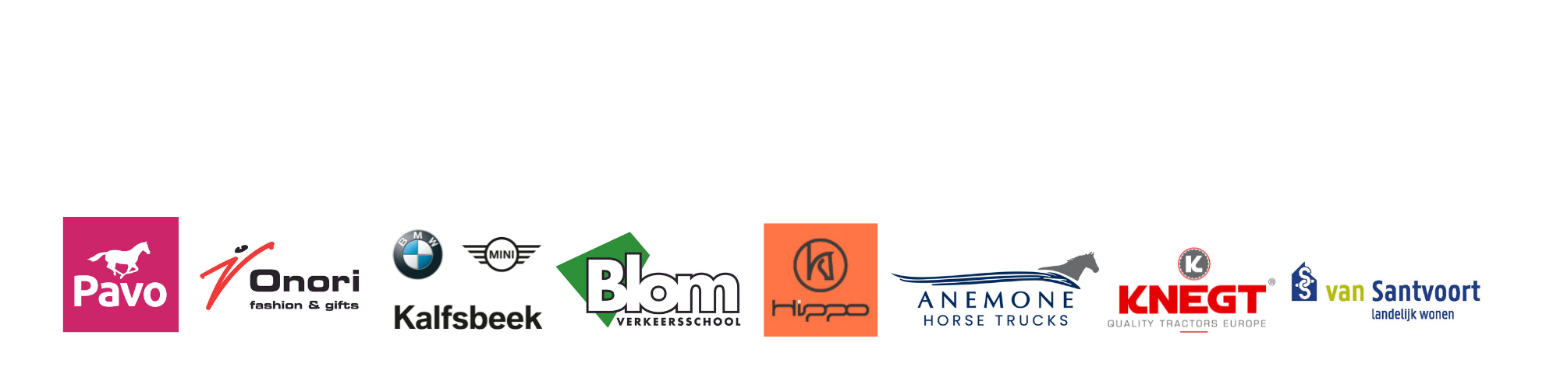 Pavo
Onori
fashion & gifts
BMW
MINI
Kalfsbeek
Blom
VERKEERSSCHOOL
Hippo
ANEMONE
HORSE TRUCKS
K
KNEGT®
QUALITY TRACTORS EUROPE
van Santvoort
landelijk wonen